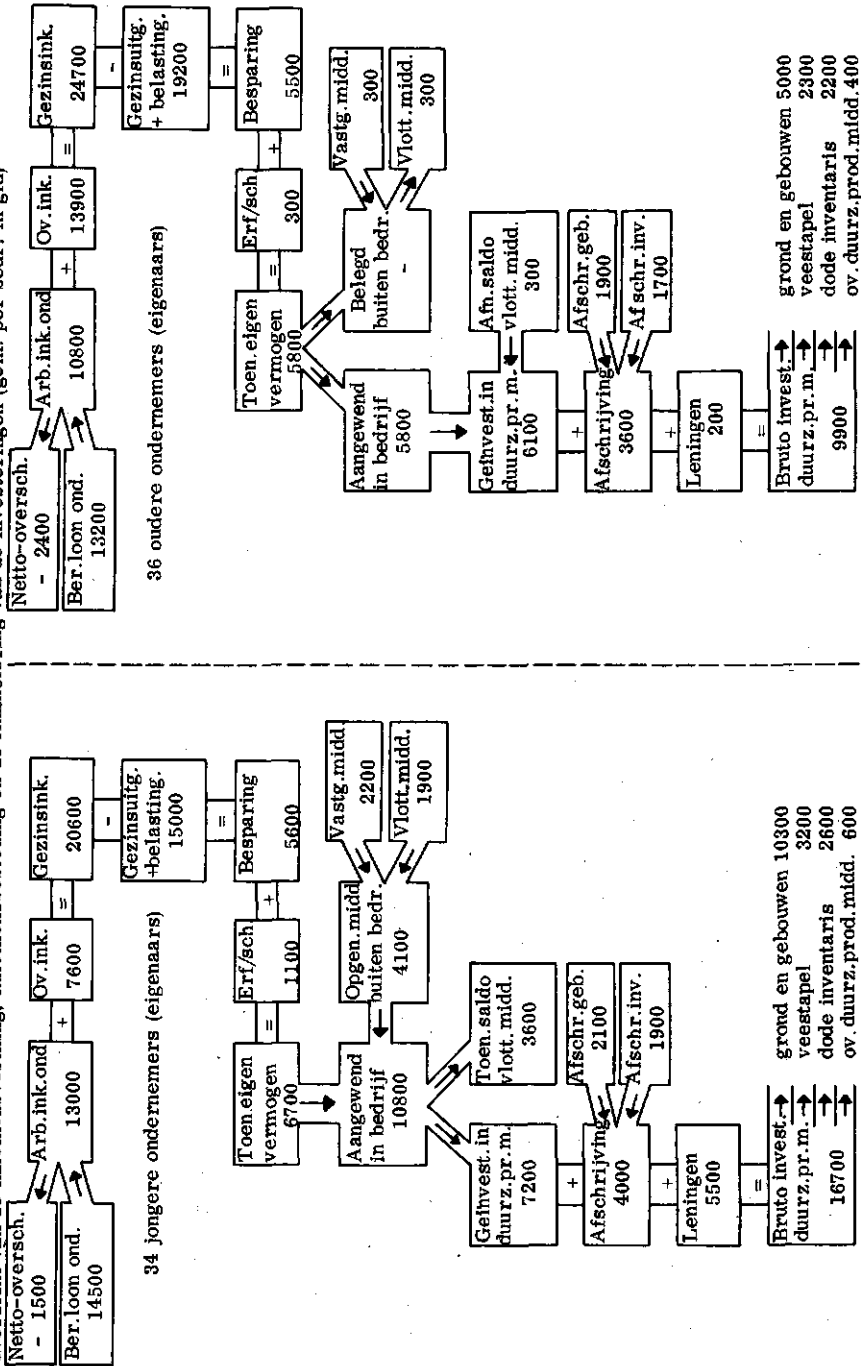 Netto-oversch.
- 1500
Ber.loon ond.
14500
Arb.ink.ond
13000
+
Ov.ink.
7600
=
Gezinsink.
20600
-
Gezinsuitg.
+belasting.
15000
=
Besparing
5600
+
Erf/sch
1100
=
Toen.eigen
vermogen
6700
34 jongere ondernemers (eigenaars)
Aangewend
in bedrijf
10800
Opgen.midd
buiten bedr.
4100
Vastg.midd.
2200
Vlott.midd.
1900
Geïnvest.in
duurz.pr.m.
7200
Toen.saldo
vlott.midd.
3600
+
Afschrijving
4000
Afschr.geb.
2100
Afschr.inv.
1900
+
Leningen
5500
=
Bruto invest.
duurz.pr.m.
16700
grond en gebouwen 10300
veestapel 3200
dode inventaris 2600
ov.duurz.prod.midd. 600
Netto-oversch.
- 2400
Ber.loon ond.
13200
Arb.ink.ond
10800
+
Ov.ink.
13900
=
Gezinsink.
24700
-
Gezinsuitg.
+ belasting.
19200
=
Besparing
5500
+
Erf/sch
300
=
Toen.eigen
vermogen
5800
36 oudere ondernemers (eigenaars)
Aangewend
in bedrijf
5800
Belegd
buiten bedr.
-
Vastg.midd.
300
Vlott.midd.
300
Geïnvest.in
duurz.pr.m.
6100
Afn.saldo
vlott. midd.
300
+
Afschrijving
3600
Afschr.geb.
1900
Afschr.inv.
1700
+
Leningen
200
=
Bruto invest.
duurz.pr.m.
9900
grond en gebouwen 5000
veestapel 2300
dode inventaris 2200
ov.duurz.prod.midd.400